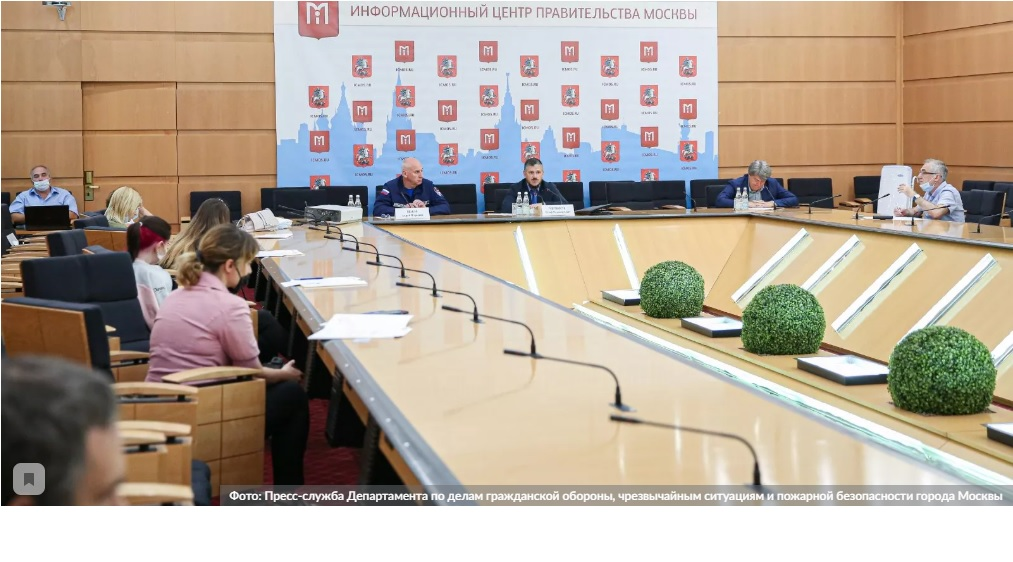 ИНФОРМАЦИОННЫЙ ЦЕНТР ПРАВИТЕЛЬСТВА МОСКВЫ
Фото: Пресс-служба Департамента по делам гражданской обороны, чрезвычайным ситуациям и пожарной безопасности города Москвы